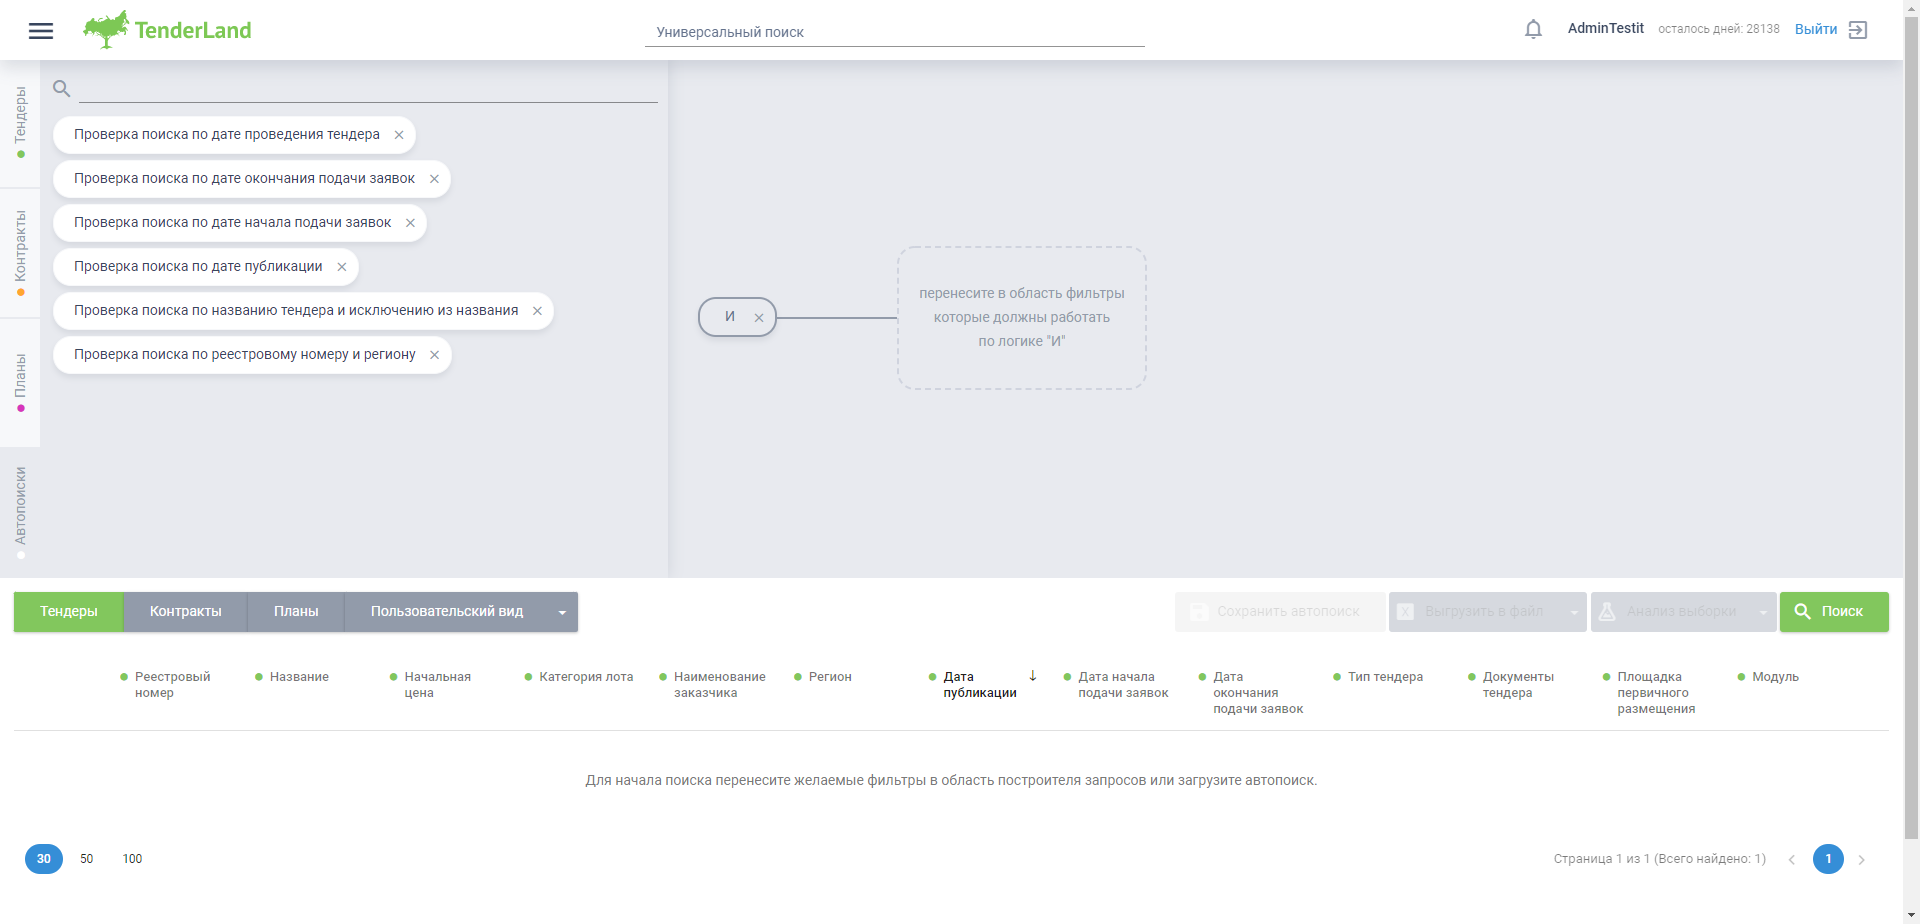 TenderLand
Универсальный поиск
AdminTestit
осталось дней: 28138
Выйти
Тендеры
Контракты
Планы
Автопоиски
Проверка поиска по дате проведения тендера
Проверка поиска по дате окончания подачи заявок
Проверка поиска по дате начала подачи заявок
Проверка поиска по дате публикации
Проверка поиска по названию тендера и исключению из названия
Проверка поиска по реестровому номеру и региону
И
перенесите в область фильтры
которые должны работать
по логике "И"
Тендеры
Контракты
Планы
Пользовательский вид
Сохранить автопоиск
Выгрузить в файл
Анализ выборки
Поиск
Реестровый
номер
Название
Начальная
цена
Категория лота
Наименование
заказчика
Регион
Дата
публикации
Дата начала
подачи заявок
Дата
окончания
подачи заявок
Тип тендера
Документы
тендера
Площадка
первичного
размещения
Модуль
Для начала поиска перенесите желаемые фильтры в область построителя запросов или загрузите автопоиск.
30
50
100
Страница 1 из 1 (Всего найдено: 1)
1